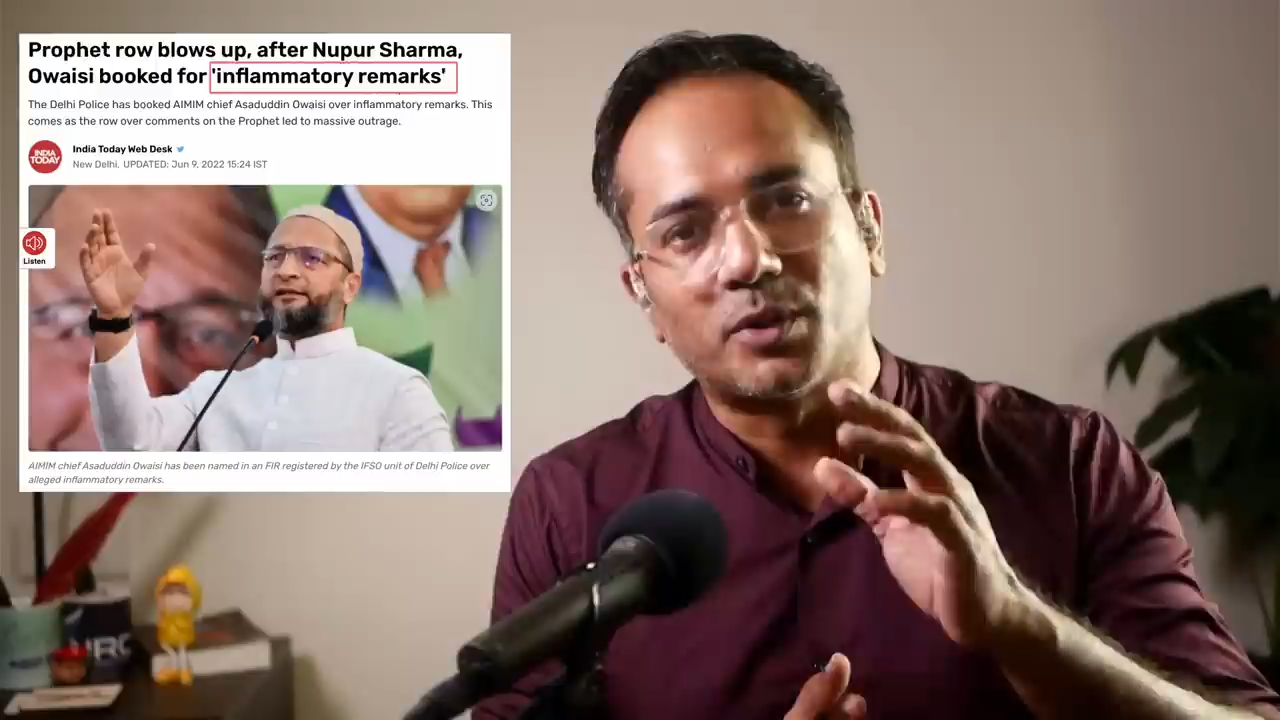 Prophet row blows up, after Nupur Sharma,
Owaisi booked for 'inflammatory remarks'
The Delhi Police has booked AIMIM chief Asaduddin Owaisi over inflammatory remarks. This
comes as the row over comments on the Prophet led to massive outrage.
INDIA
TODAY
India Today Web Desk
New Delhi, UPDATED: Jun 9, 2022 15:24 IST
Listen
AIMIM chief Asaduddin Owaisi has been named in an FIR registered by the IFSO unit of Delhi Police over
alleged inflammatory remarks.